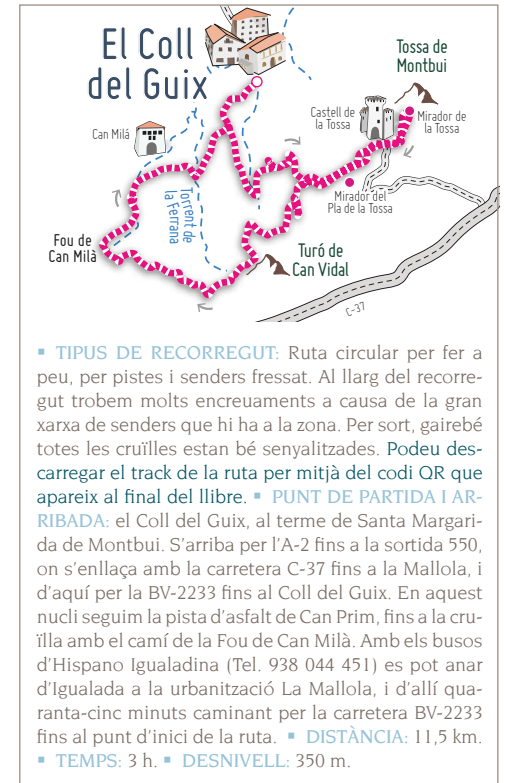 El Coll
del Guix
Tossa de
Montbui
Castell de
la Tossa
Mirador de
la Tossa
Can Milá
Mirador del
Pla de la Tossa
Torrent de
la Ferrana
Fou de
Can Milà
Turó de
Can Vidal
C-37
▪ TIPUS DE RECORREGUT: Ruta circular per fer a
peu, per pistes i senders fressat. Al llarg del recorre-
gut trobem molts encreuaments a causa de la gran
xarxa de senders que hi ha a la zona. Per sort, gairebé
totes les cruïlles estan bé senyalitzades. Podeu des-
carregar el track de la ruta per mitjà del codi QR que
apareix al final del llibre. ▪ PUNT DE PARTIDA I AR-
RIBADA: el Coll del Guix, al terme de Santa Margari-
da de Montbui. S’arriba per l’A-2 fins a la sortida 550,
on s’enllaça amb la carretera C-37 fins a la Mallola, i
d’aquí per la BV-2233 fins al Coll del Guix. En aquest
nucli seguim la pista d’asfalt de Can Prim, fins a la cru-
ïlla amb el camí de la Fou de Can Milà. Amb els busos
d’Hispano Igualadina (Tel. 938 044 451) es pot anar
d’Igualada a la urbanització La Mallola, i d’allí qua-
ranta-cinc minuts caminant per la carretera BV-2233
fins al punt d’inici de la ruta. ▪ DISTÀNCIA: 11,5 km.
▪ TEMPS: 3 h. ▪ DESNIVELL: 350 m.